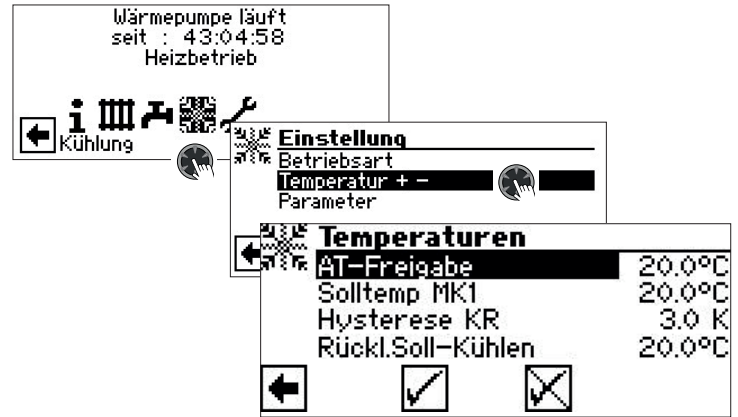 Wärmepumpe läuft
seit : 43:04:58
Heizbetrieb
Kühlung
Einstellung
Betriebsart
Temperatur + -
Parameter
Temperaturen
AT-Freigabe 20.0°C
Solltemp MK1 20.0°C
Hysterese KR 3.0 K
Rückl.Soll-Kühlen 20.0°C